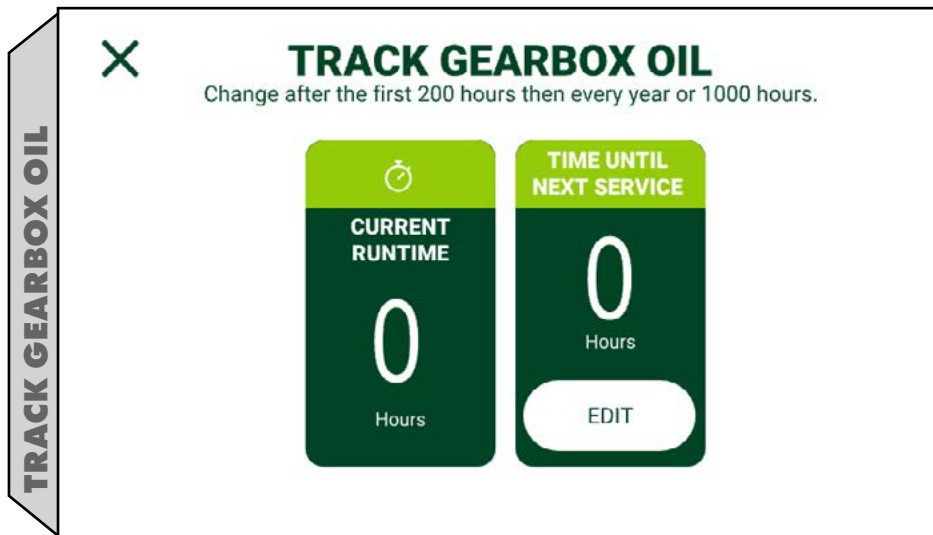 TRACK GEARBOX OIL
TRACK GEARBOX OIL
Change after the first 200 hours then every year or 1000 hours.
CURRENT
RUNTIME
0
Hours
TIME UNTIL
NEXT SERVICE
0
Hours
EDIT